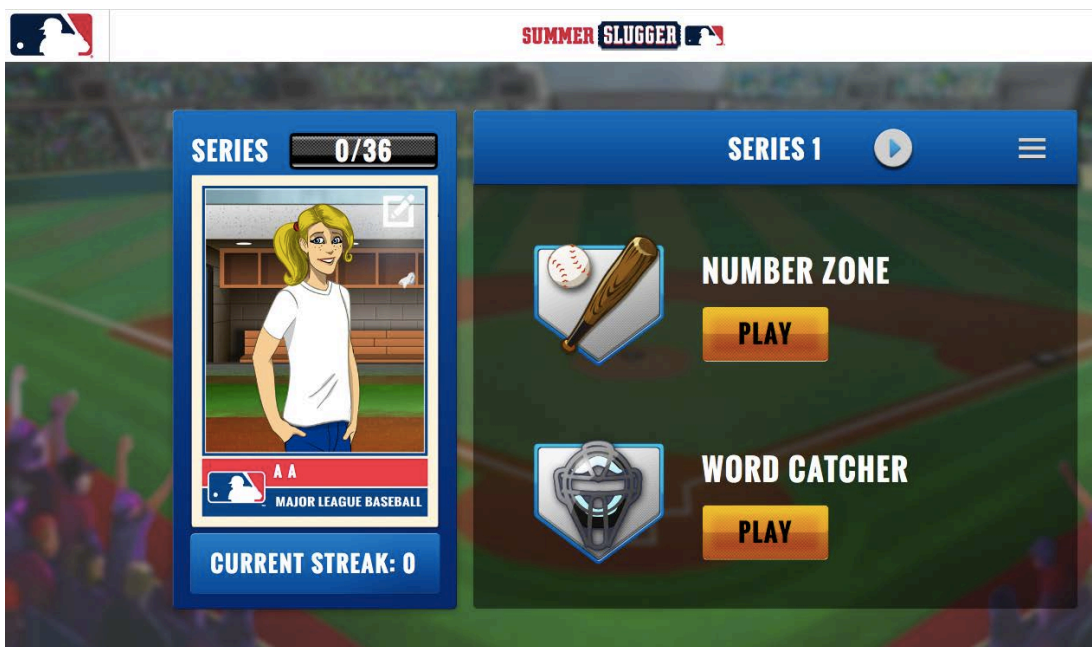 SUMMER SLUGGER
SERIES 0/36
A A
MAJOR LEAGUE BASEBALL
CURRENT STREAK: 0
SERIES 1
NUMBER ZONE
PLAY
WORD CATCHER
PLAY